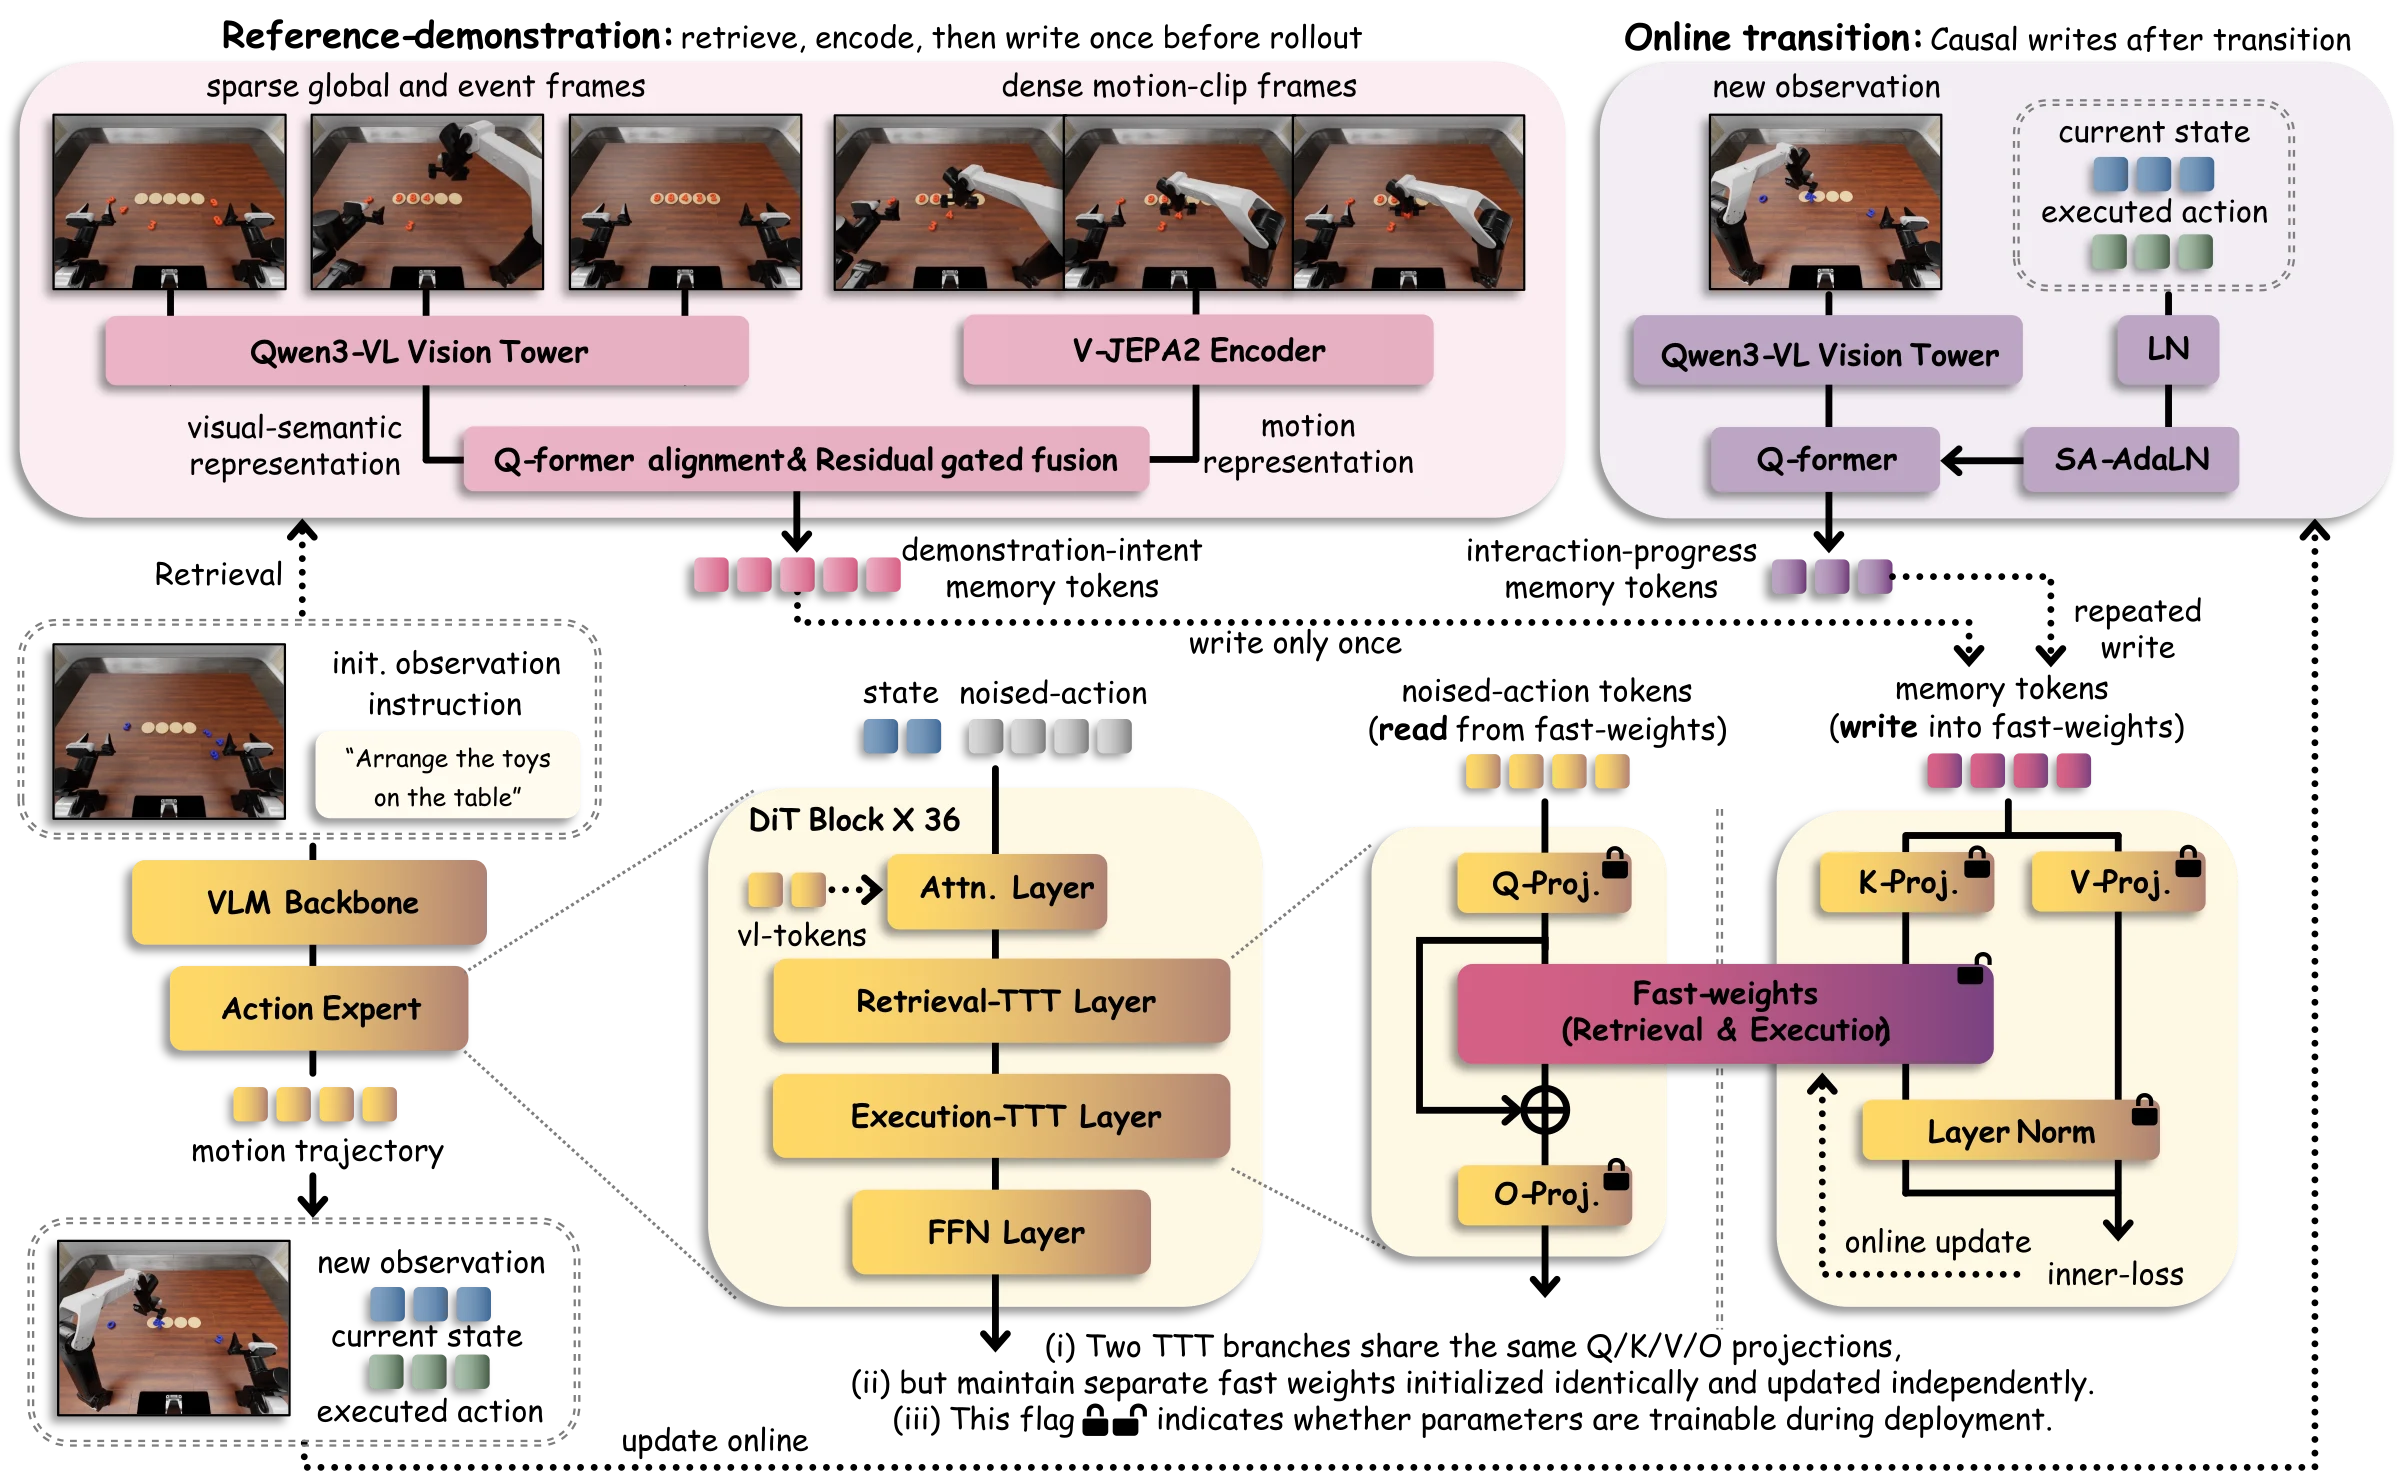 Reference-demonstration: retrieve, encode, then write once before rollout
sparse global and event frames
dense motion-clip frames
Qwen3-VL Vision Tower
V-JEPA2 Encoder
visual-semantic
representation
motion
representation
Q-former alignment& Residual gated fusion
Online transition: Causal writes after transition
new observation
current state
executed action
Qwen3-VL Vision Tower
LN
Q-former
SA-AdaLN
Retrieval
demonstration-intent
memory tokens
interaction-progress
memory tokens
write only once
repeated
write
init. observation
instruction
"Arrange the toys
on the table"
VLM Backbone
Action Expert
motion trajectory
new observation
current state
executed action
update online
state noised-action
DiT Block X 36
Attn. Layer
vl-tokens
Retrieval-TTT Layer
Execution-TTT Layer
FFN Layer
noised-action tokens
(read from fast-weights)
Q-Proj.
O-Proj.
memory tokens
(write into fast-weights)
K-Proj.
V-Proj.
Fast-weights
(Retrieval & Execution)
Layer Norm
online update
inner-loss
(i) Two TTT branches share the same Q/K/V/O projections,
(ii) but maintain separate fast weights initialized identically and updated independently.
(iii) This flag indicates whether parameters are trainable during deployment.